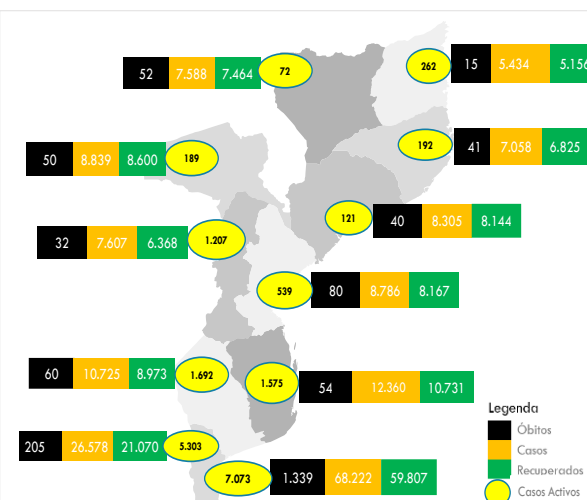 52 7.588 7.464 72
262 15 5.434 5.156
50 8.839 8.600 189
192 41 7.058 6.825
121 40 8.305 8.144
32 7.607 6.368 1.207
539 80 8.786 8.167
60 10.725 8.973 1.692
1.575 54 12.360 10.731
205 26.578 21.070 5.303
7.073 1.339 68.222 59.807
Legenda
Óbitos
Casos
Recuperados
Casos Activos